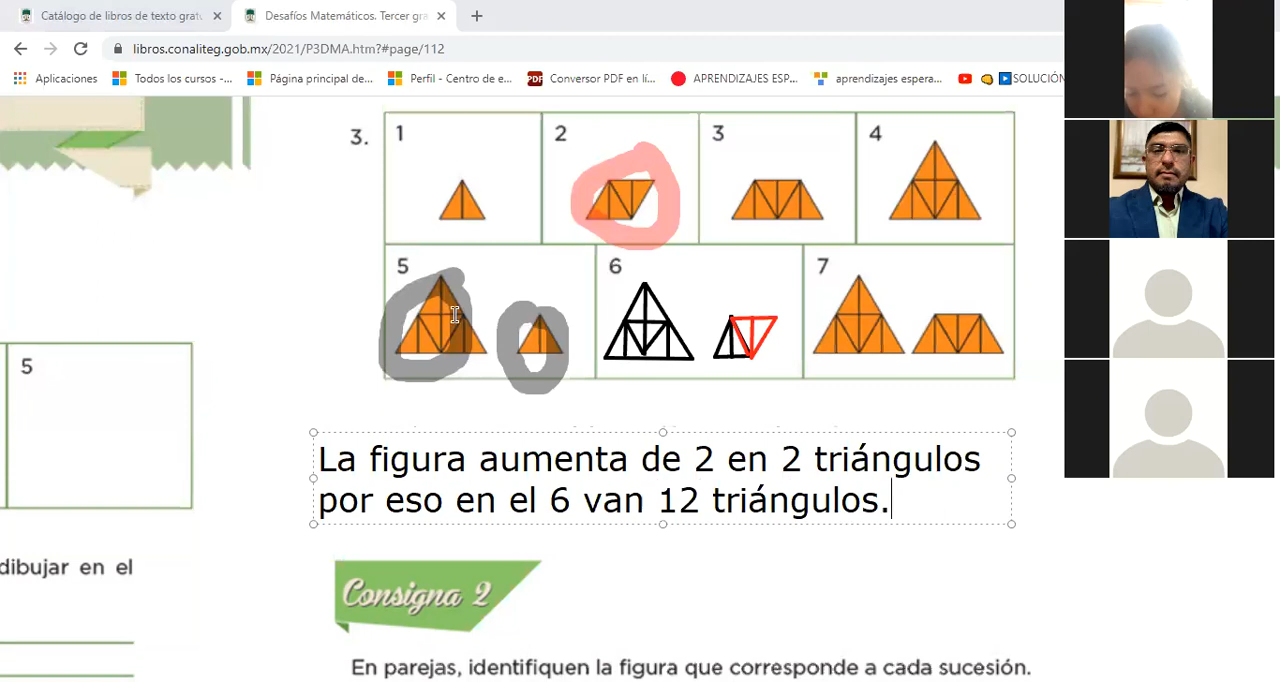 Catálogo de libros de texto gratu
Desafíos Matemáticos. Tercer gra
libros.conaliteg.gob.mx/2021/P3DMA.htm?#page/112
Aplicaciones
Todos los cursos -...
Página principal de...
Perfil - Centro de e...
PDF
Conversor PDF en lí...
APRENDIZAJES ESP...
aprendizajes espera...
SOLUCIÓN
3.
1
2
3
4
5
6
7
5
La figura aumenta de 2 en 2 triángulos
por eso en el 6 van 12 triángulos.
dibujar en el
Consigna 2
En parejas, identifiquen la figura que corresponde a cada sucesión.